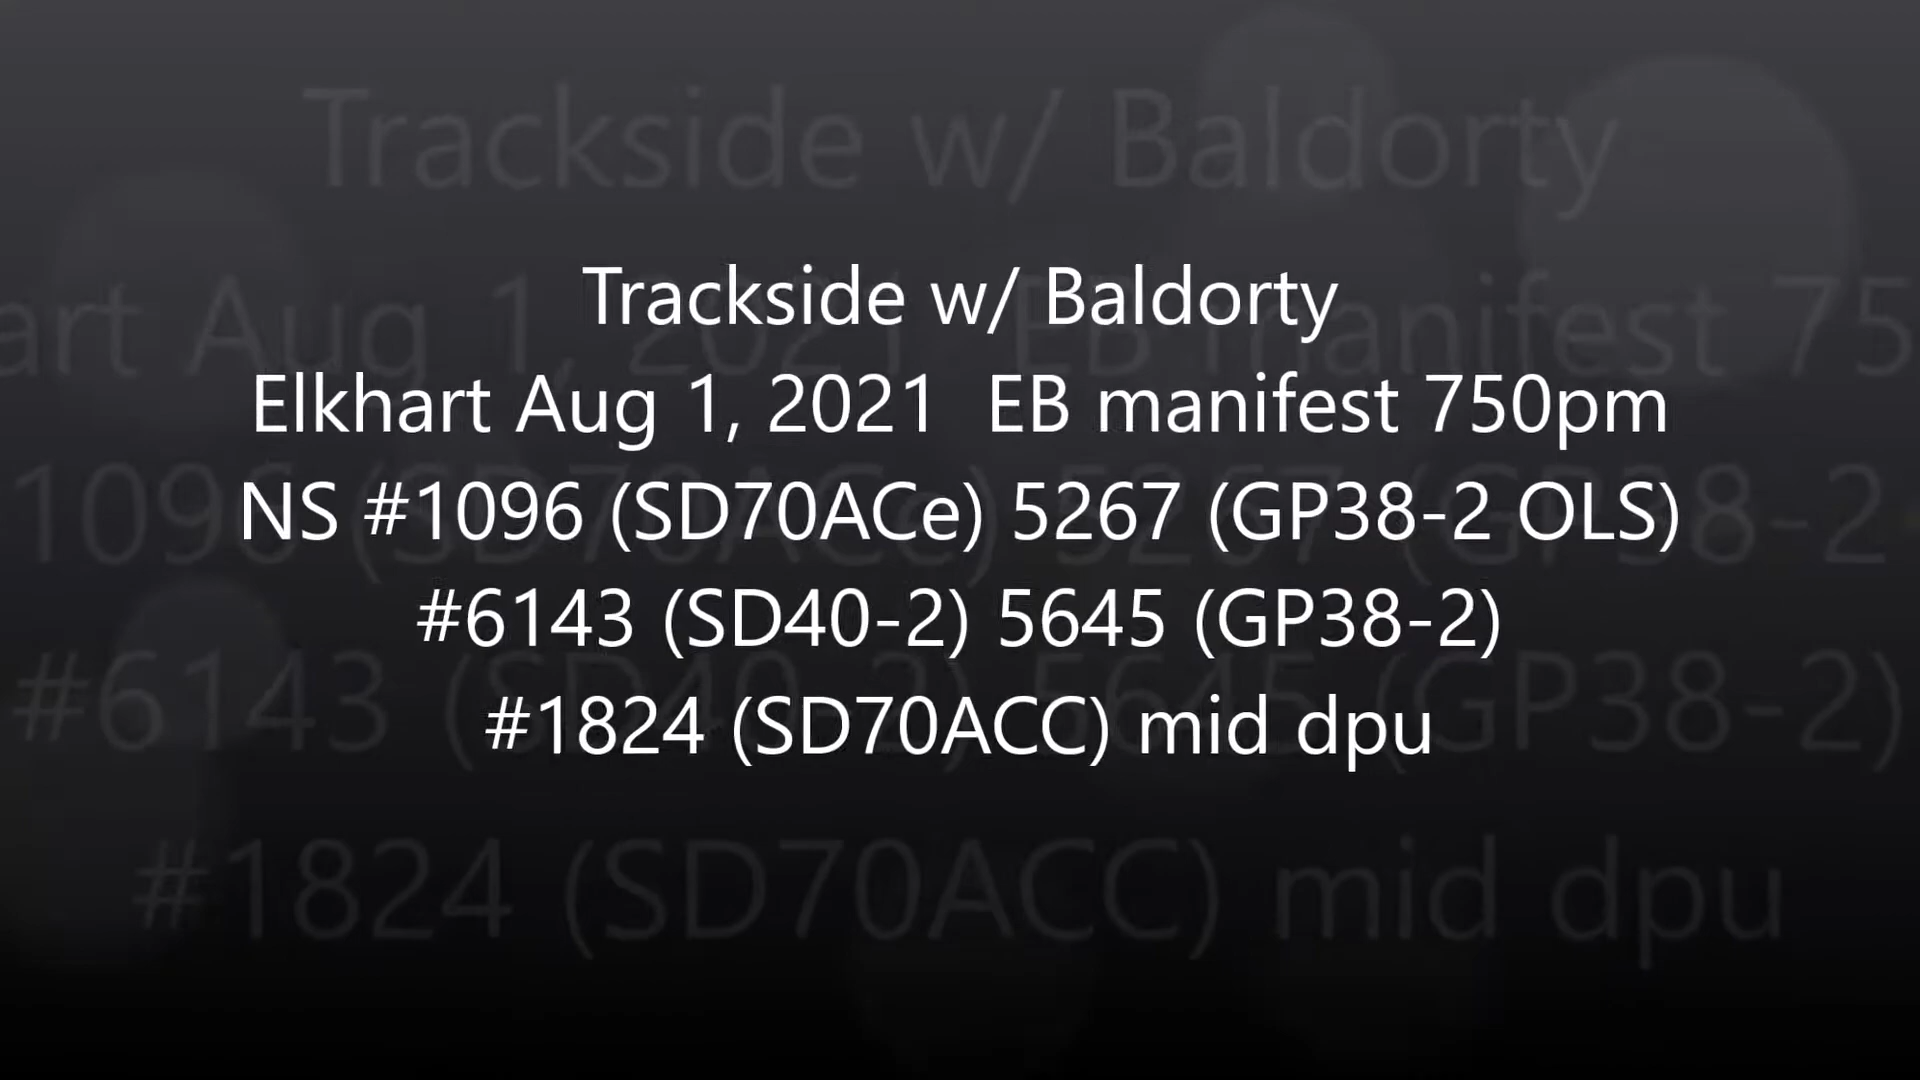 Trackside w/ Baldorty
Elkhart Aug 1, 2021  EB manifest 750pm
NS #1096 (SD70ACe) 5267 (GP38-2 OLS)
#6143 (SD40-2) 5645 (GP38-2)
#1824 (SD70ACC) mid dpu